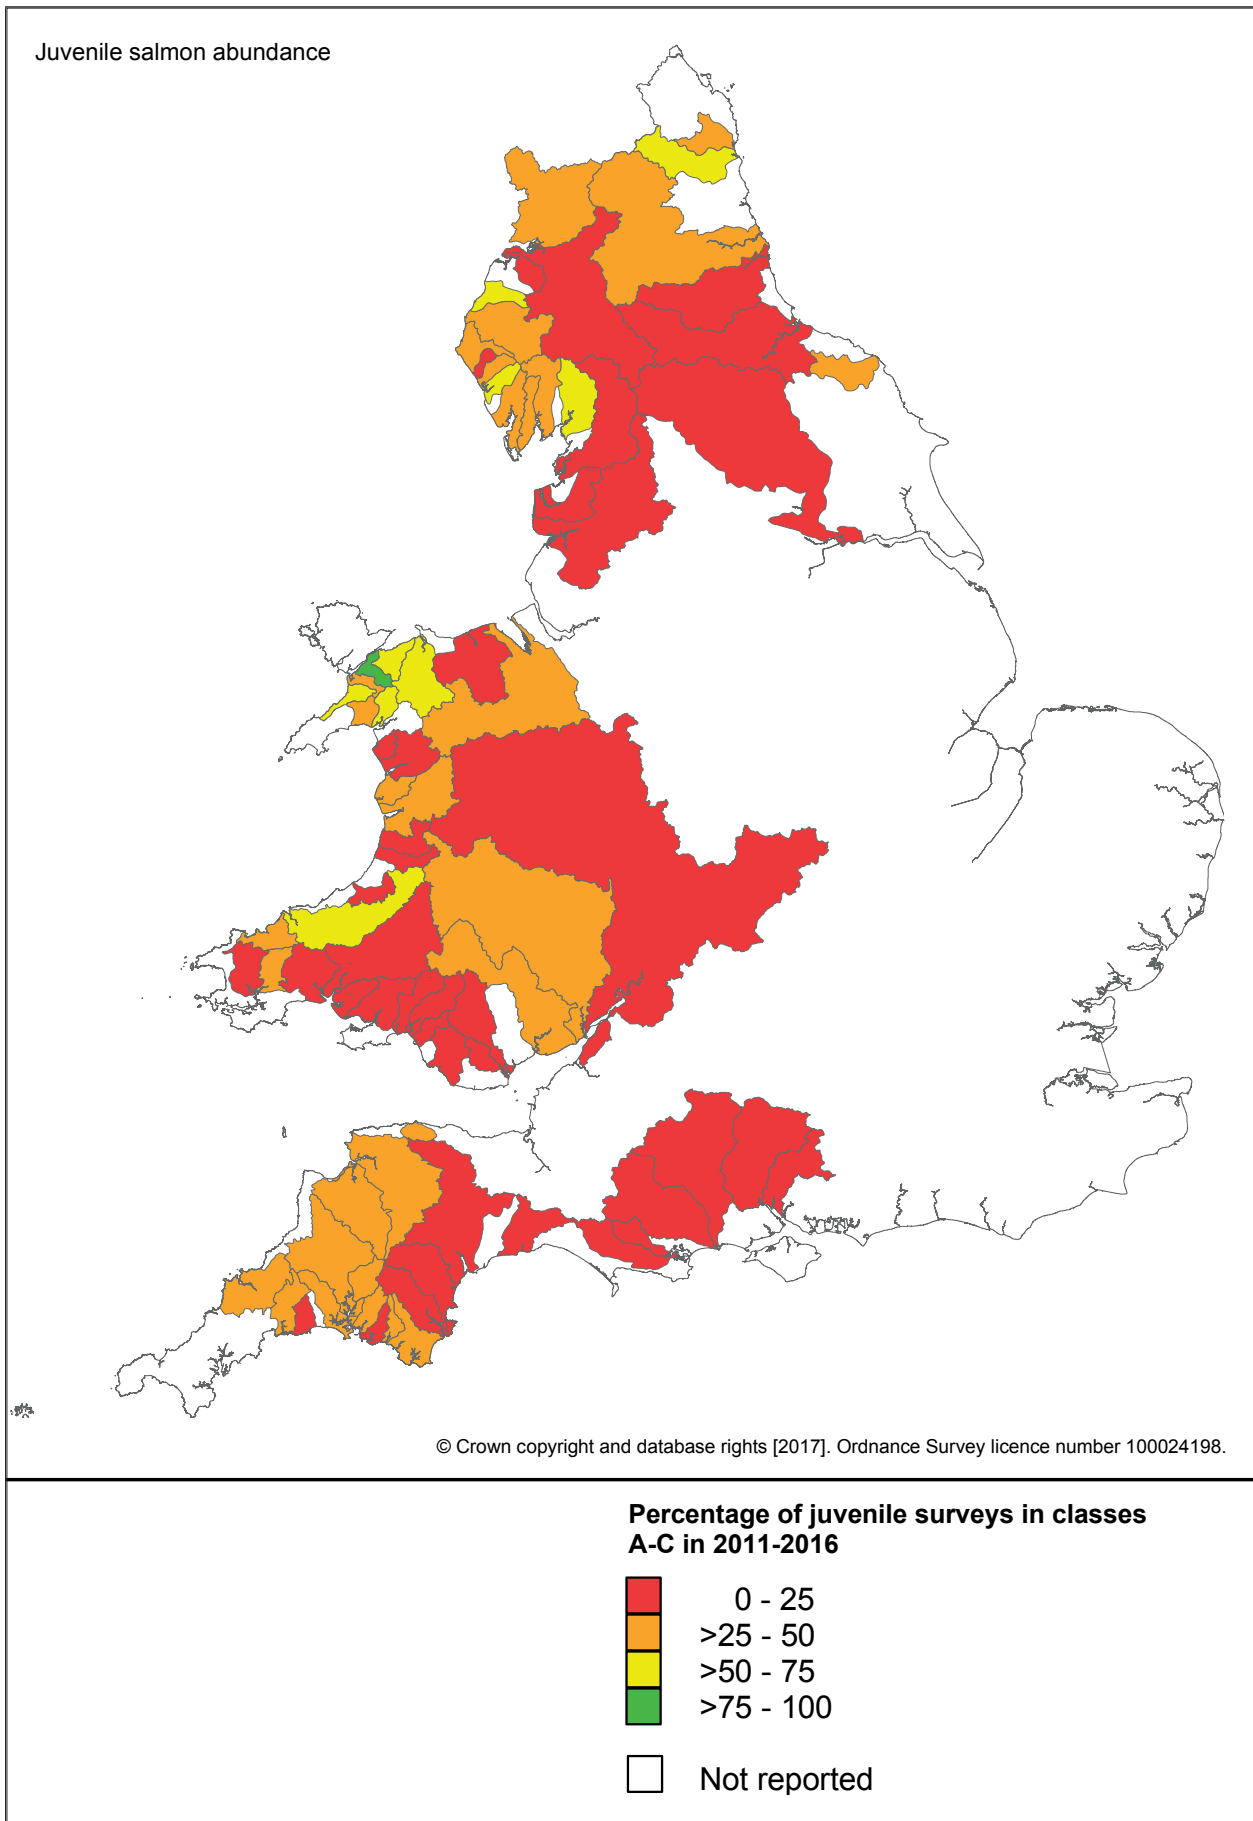 Juvenile salmon abundance
© Crown copyright and database rights [2017]. Ordnance Survey licence number 100024198.
Percentage of juvenile surveys in classes
A-C in 2011-2016
0 - 25
>25 - 50
>50 - 75
>75 - 100
Not reported